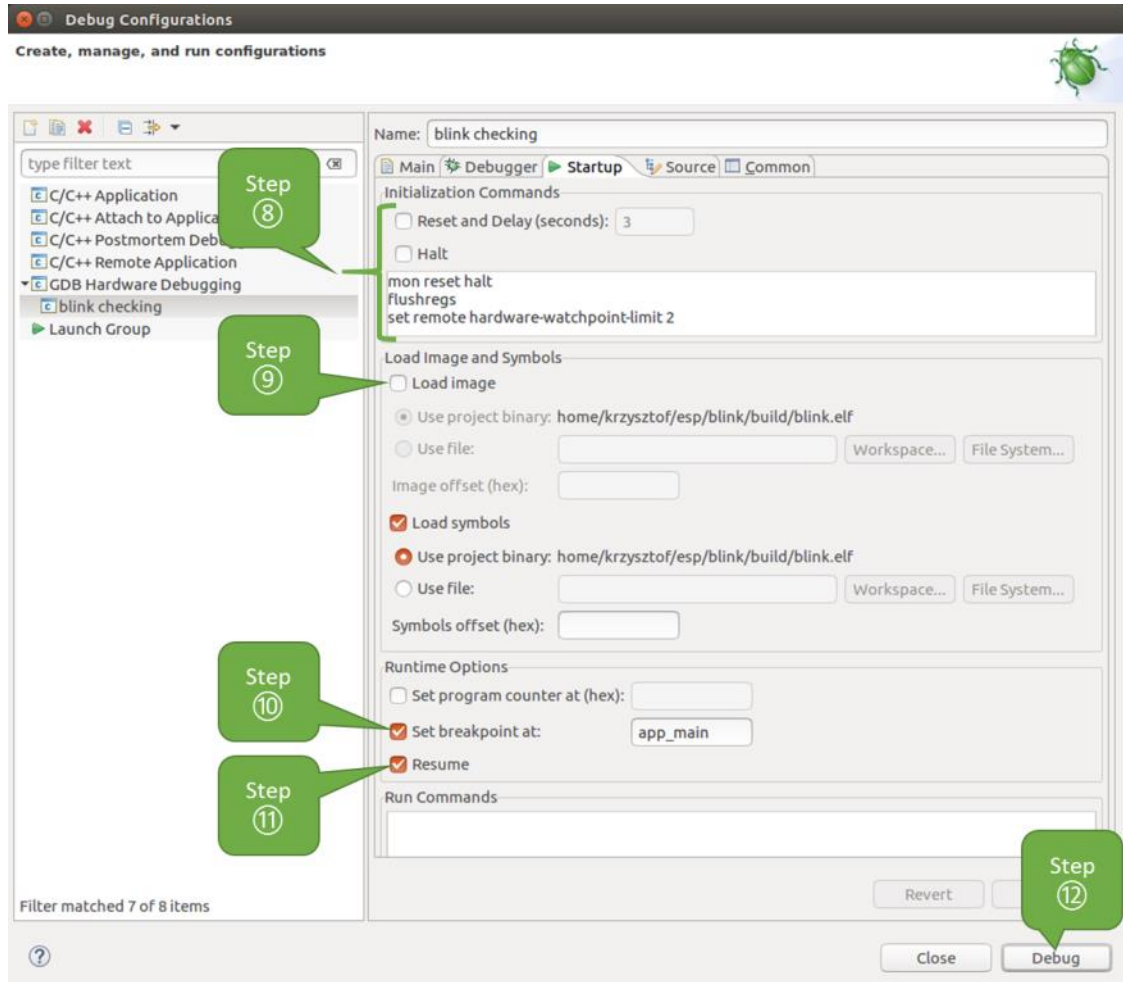 Debug Configurations
Create, manage, and run configurations
type filter text
C/C++ Application
C/C++ Attach to Applica
C/C++ Postmortem Deb
C/C++ Remote Application
GDB Hardware Debugging
blink checking
Launch Group
Filter matched 7 of 8 items
Name: blink checking
Main Debugger Startup Source Common
Step
⑧
Initialization Commands
Reset and Delay (seconds): 3
Halt
mon reset halt
flushregs
set remote hardware-watchpoint-limit 2
Step
⑨
Load Image and Symbols
Load image
Use project binary: home/krzysztof/esp/blink/build/blink.elf
Use file: Workspace... File System...
Image offset (hex):
Load symbols
Use project binary: home/krzysztof/esp/blink/build/blink.elf
Use file: Workspace... File System...
Symbols offset (hex):
Step
⑩
Runtime Options
Set program counter at (hex):
Set breakpoint at: app_main
Resume
Step
⑪
Run Commands
Step
⑫
Revert
Close Debug